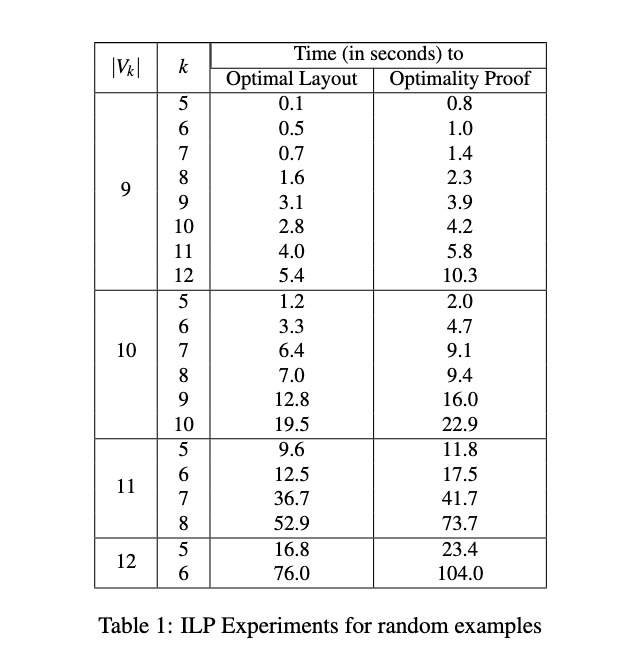 |Vk| k Time (in seconds) to
Optimal Layout Optimality Proof
9 5 0.1 0.8
6 0.5 1.0
7 0.7 1.4
8 1.6 2.3
9 3.1 3.9
10 2.8 4.2
11 4.0 5.8
12 5.4 10.3
10 5 1.2 2.0
6 3.3 4.7
7 6.4 9.1
8 7.0 9.4
9 12.8 16.0
10 19.5 22.9
11 5 9.6 11.8
6 12.5 17.5
7 36.7 41.7
8 52.9 73.7
12 5 16.8 23.4
6 76.0 104.0
Table 1: ILP Experiments for random examples